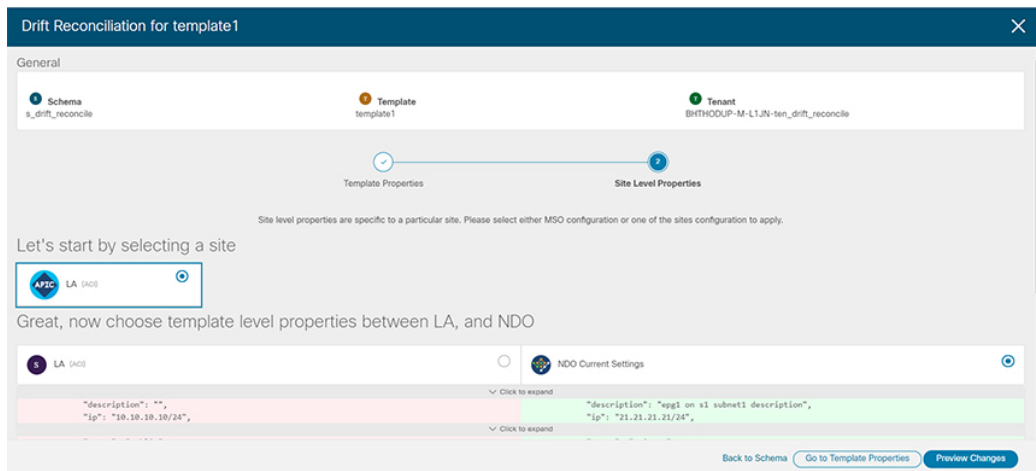 Drift Reconciliation for template1
General
S Schema
s_drift_reconcile
T Template
template1
T Tenant
BHTHODUP-M-L1JN-ten_drift_reconcile
2
Template Properties
Site Level Properties
Site level properties are specific to a particular site. Please select either MSO configuration or one of the sites configuration to apply.
Let's start by selecting a site
APIC LA (ACI)
Great, now choose template level properties between LA, and NDO
S LA (ACI)
NDO Current Settings
Click to expand
"description": "",
"ip": "10.10.10.10/24",
"description": "epg1 on s1 subnet1 description",
"ip": "21.21.21.21/24",
Click to expand
Back to Schema Go to Template Properties Preview Changes